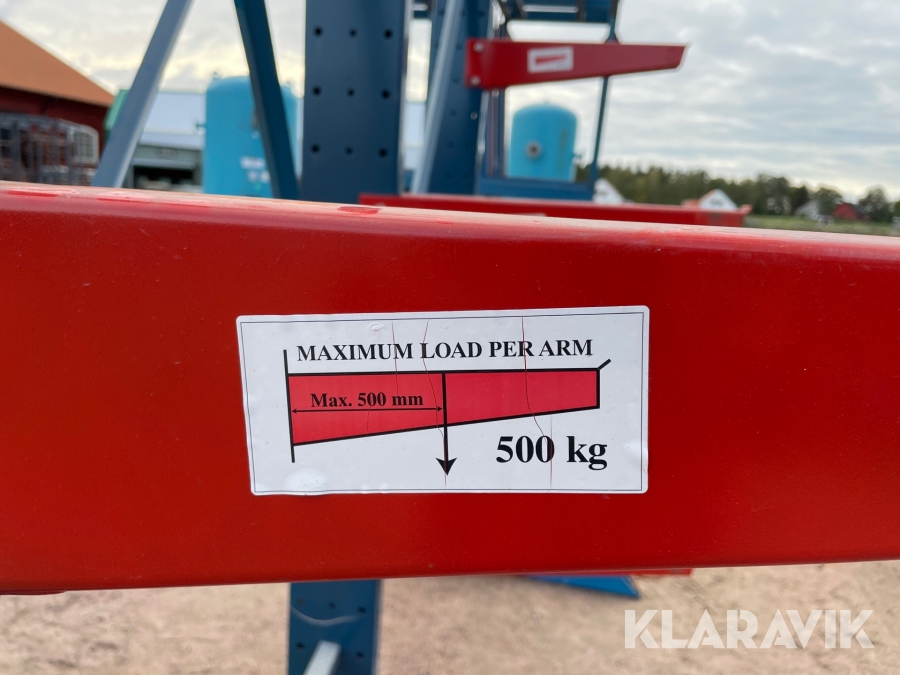 MAXIMUM LOAD PER ARM
Max. 500 mm
500 kg
KLARAVIK